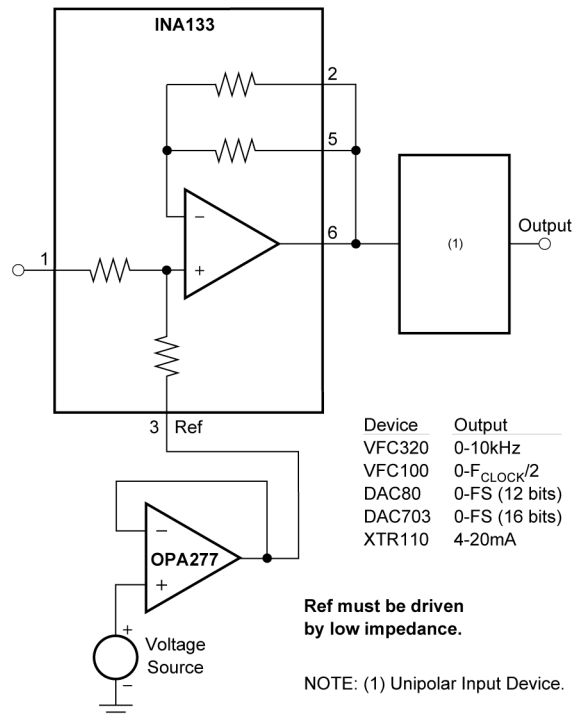 INA133
2
5
6
1
−
+
(1)
Output
3 Ref
−
+
OPA277
+
−
Voltage
Source
Device Output
VFC320 0-10kHz
VFC100 0-FCLOCK/2
DAC80 0-FS (12 bits)
DAC703 0-FS (16 bits)
XTR110 4-20mA
Ref must be driven
by low impedance.
NOTE: (1) Unipolar Input Device.